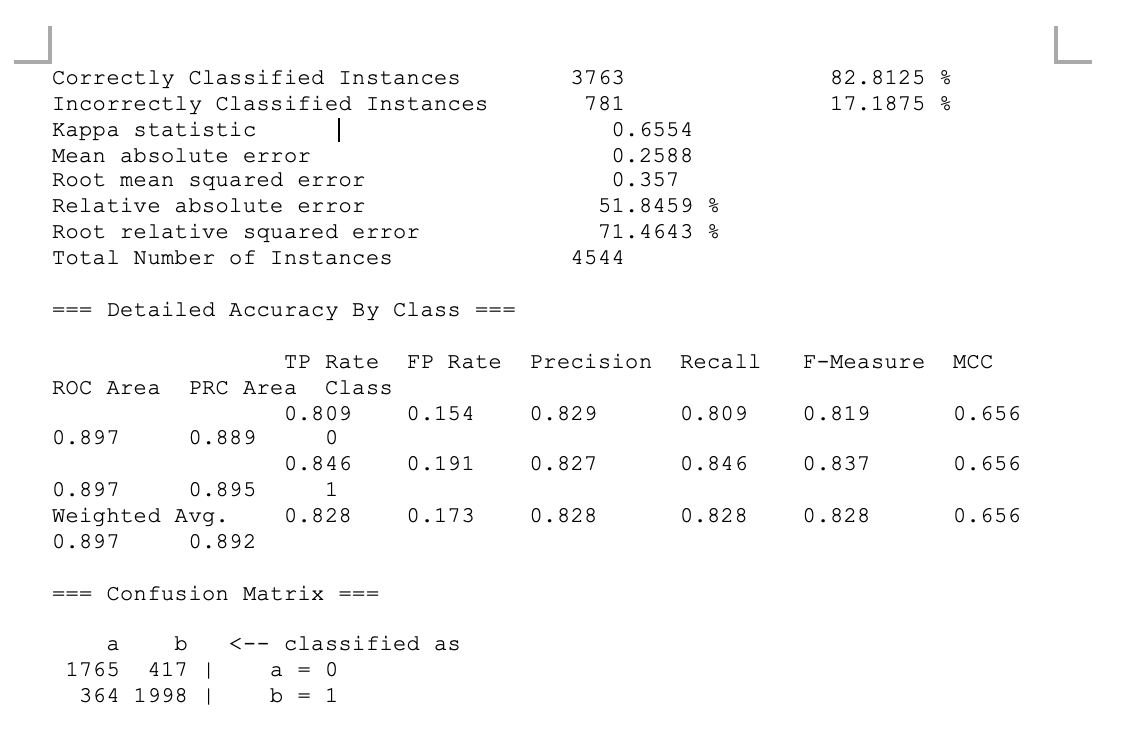 Correctly Classified Instances        3763               82.8125 %
Incorrectly Classified Instances       781               17.1875 %
Kappa statistic                          0.6554
Mean absolute error                      0.2588
Root mean squared error                  0.357
Relative absolute error                 51.8459 %
Root relative squared error             71.4643 %
Total Number of Instances             4544
=== Detailed Accuracy By Class ===
                 TP Rate  FP Rate  Precision  Recall   F-Measure  MCC
ROC Area  PRC Area  Class
                 0.809    0.154    0.829      0.809    0.819      0.656
0.897     0.889     0
                 0.846    0.191    0.827      0.846    0.837      0.656
0.897     0.895     1
Weighted Avg.    0.828    0.173    0.828      0.828    0.828      0.656
0.897     0.892
=== Confusion Matrix ===
    a    b   <-- classified as
 1765  417 |    a = 0
  364 1998 |    b = 1